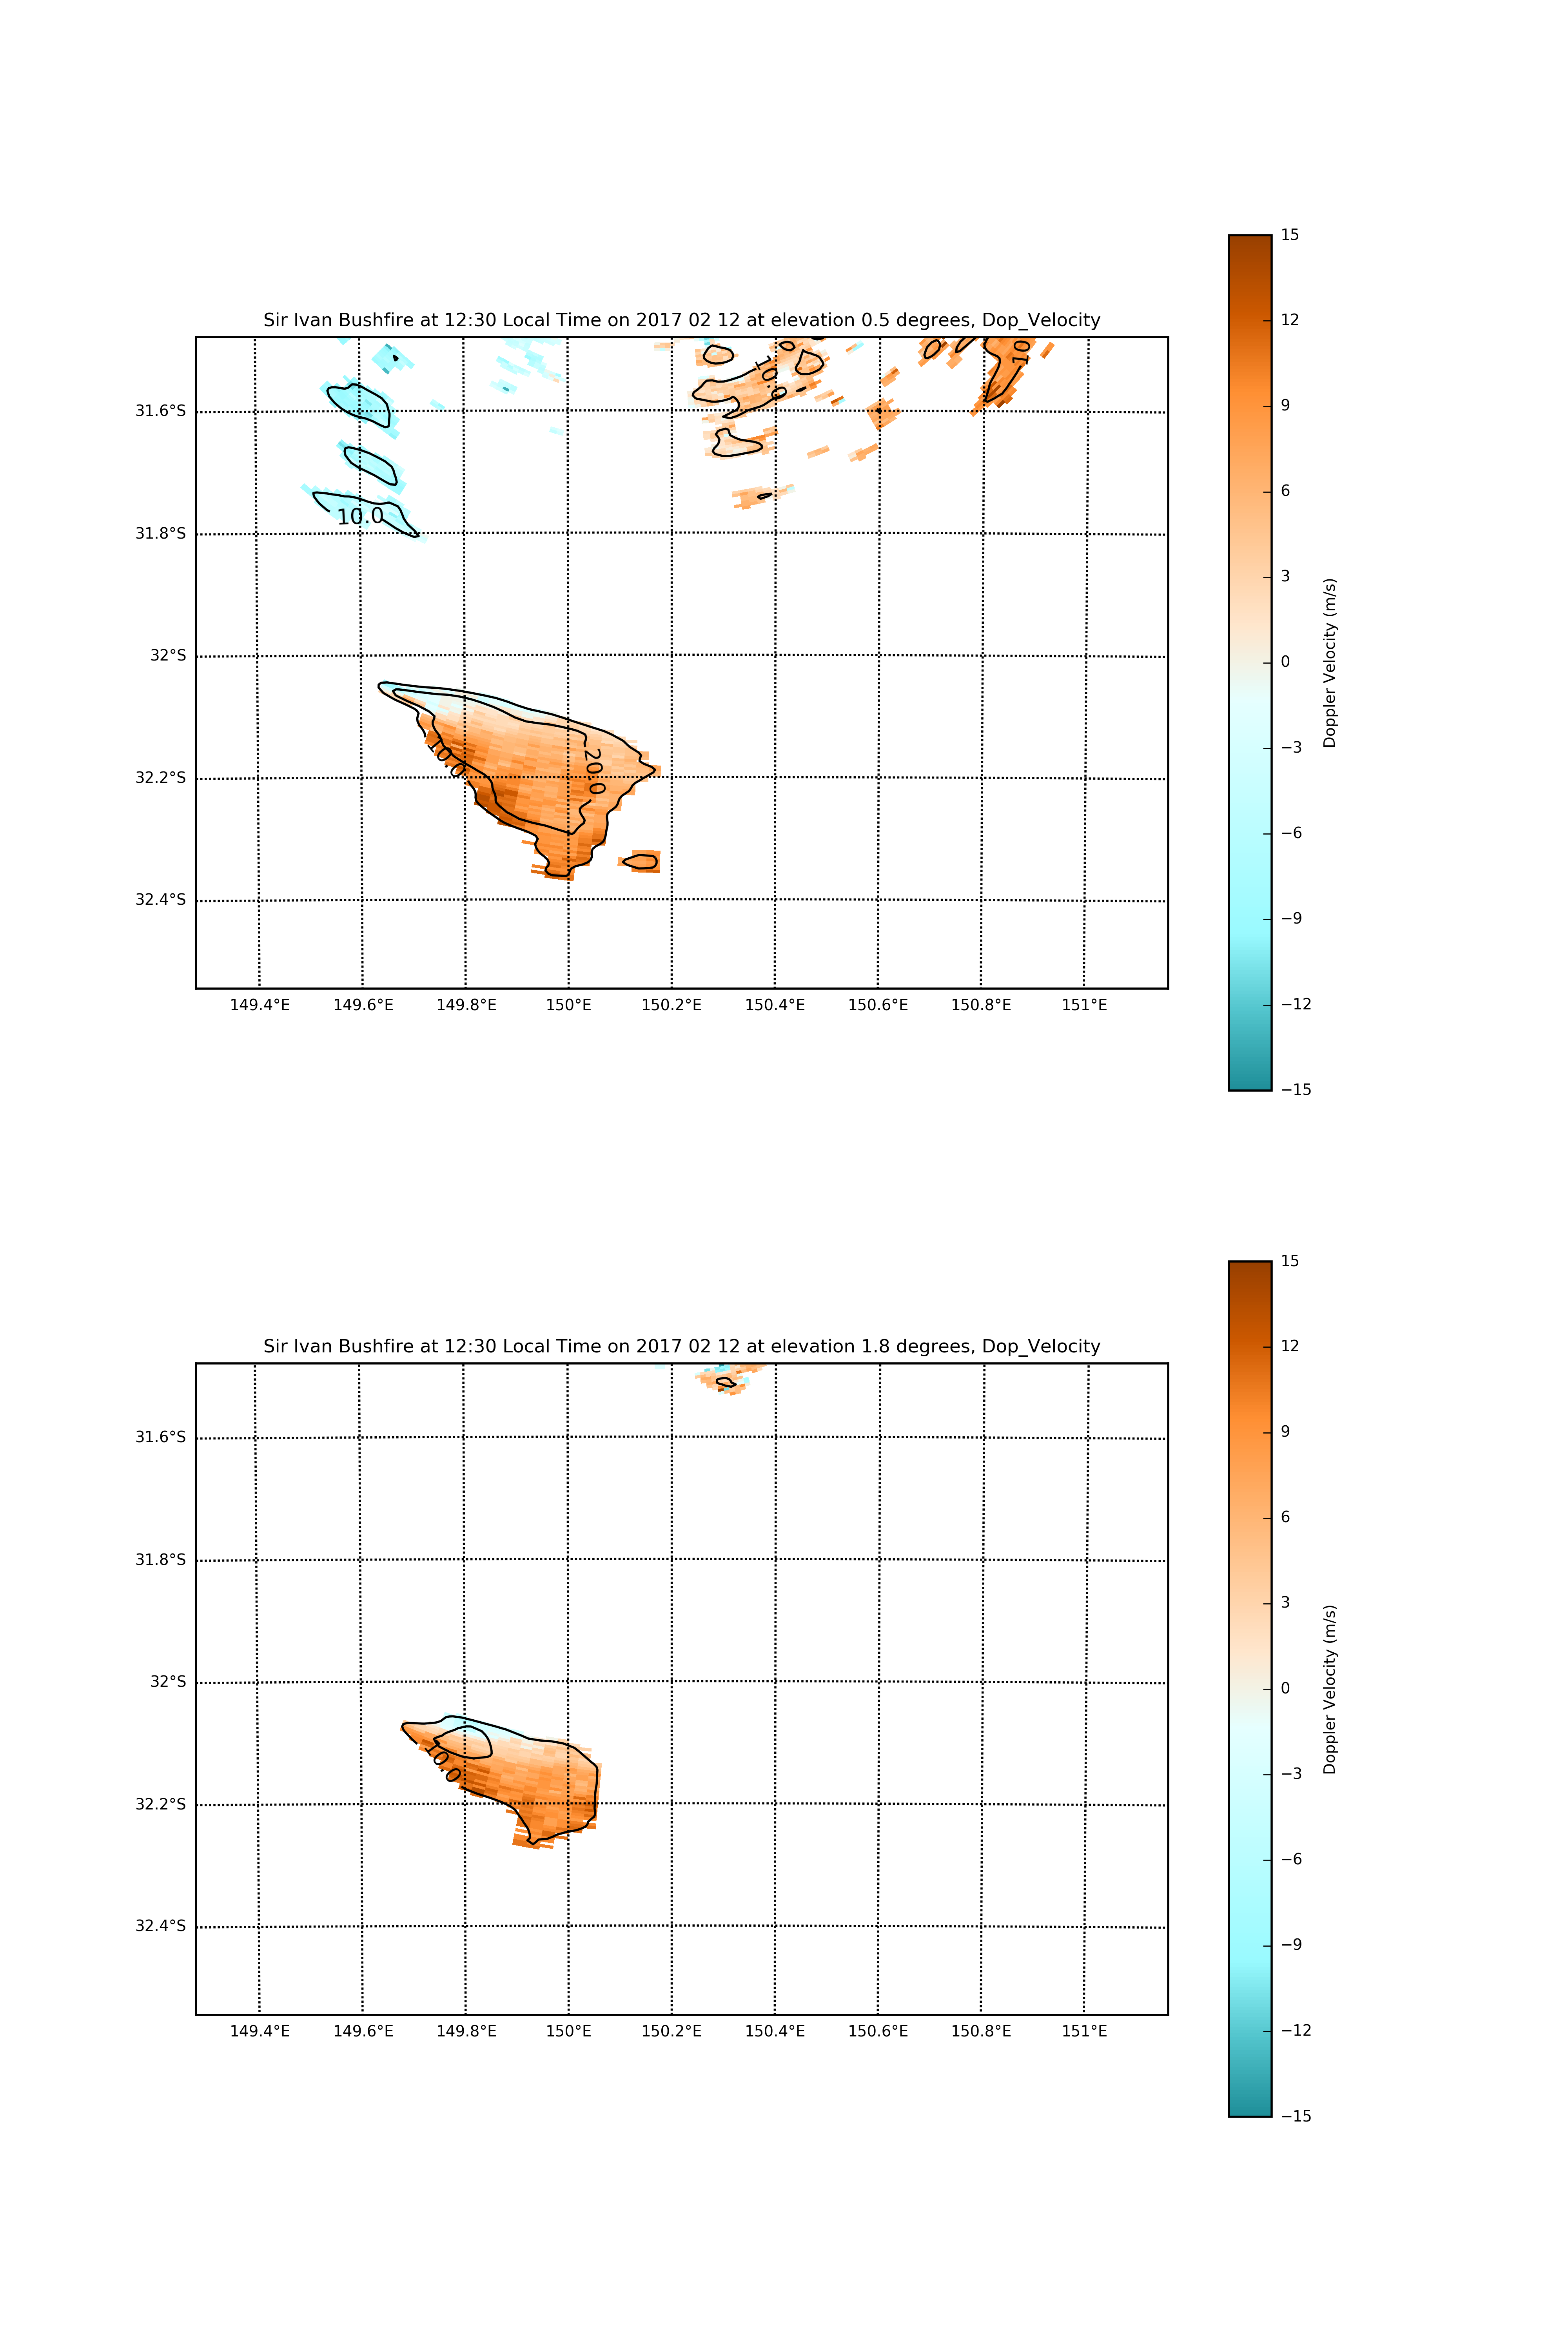 Sir Ivan Bushfire at 12:30 Local Time on 2017 02 12 at elevation 0.5 degrees, Dop_Velocity
31.6°S
31.8°S
32°S
32.2°S
32.4°S
149.4°E
149.6°E
149.8°E
150°E
150.2°E
150.4°E
150.6°E
150.8°E
151°E
10.0
10.0
10
10.0
20.0
15
12
9
6
3
0
−3
−6
−9
−12
−15
Doppler Velocity (m/s)
Sir Ivan Bushfire at 12:30 Local Time on 2017 02 12 at elevation 1.8 degrees, Dop_Velocity
31.6°S
31.8°S
32°S
32.2°S
32.4°S
149.4°E
149.6°E
149.8°E
150°E
150.2°E
150.4°E
150.6°E
150.8°E
151°E
10.0
15
12
9
6
3
0
−3
−6
−9
−12
−15
Doppler Velocity (m/s)